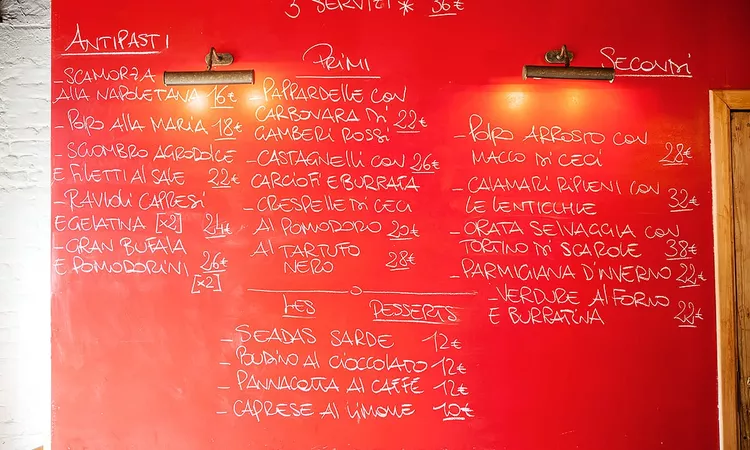 3 SERVIZI * 36€
ANTIPASTI
- SCAMORZA
ALLA NAPOLETANA 16€
- POLPO ALLA MARIA 18€
- SGOMBRO AGRODOLCE
E FILETTI AL SALE 22€
- RAVIOLI CAPRESI
E GELATINA [x2] 24€
- GRAN BUFALA
E POMODORINI 26€
[x2]
PRIMI
- PAPPARDELLE CON
CARBONARA DI 22€
GAMBERI ROSSI
- CASTAGNELLI CON 26€
CARCIOFI E BURRATA
- CRESPELLE DI CECI
AL POMODORO 20€
AL TARTUFO
NERO 28€
SECONDI
- POLPO ARROSTO CON
MACCO DI CECI 28€
- CALAMARI RIPIENI CON
LE LENTICCHIE 32€
- ORATA SELVAGGIA CON
TORTINO DI SCAROLE 38€
- PARMIGIANA D'INVERNO 22€
- VERDURE AL FORNO
E BURRATINA 22€
LES DESSERTS
- SEADAS SARDE 12€
- BUDINO AL CIOCCOLATO 12€
- PANNACOTTA AL CAFFÈ 12€
- CAPRESE AL LIMONE 10€